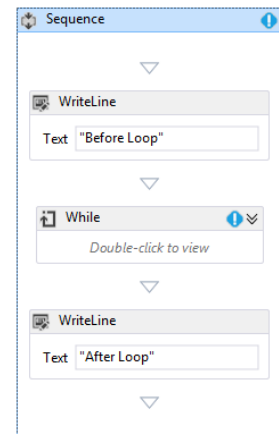 Sequence
WriteLine
Text "Before Loop"
While
Double-click to view
WriteLine
Text "After Loop"